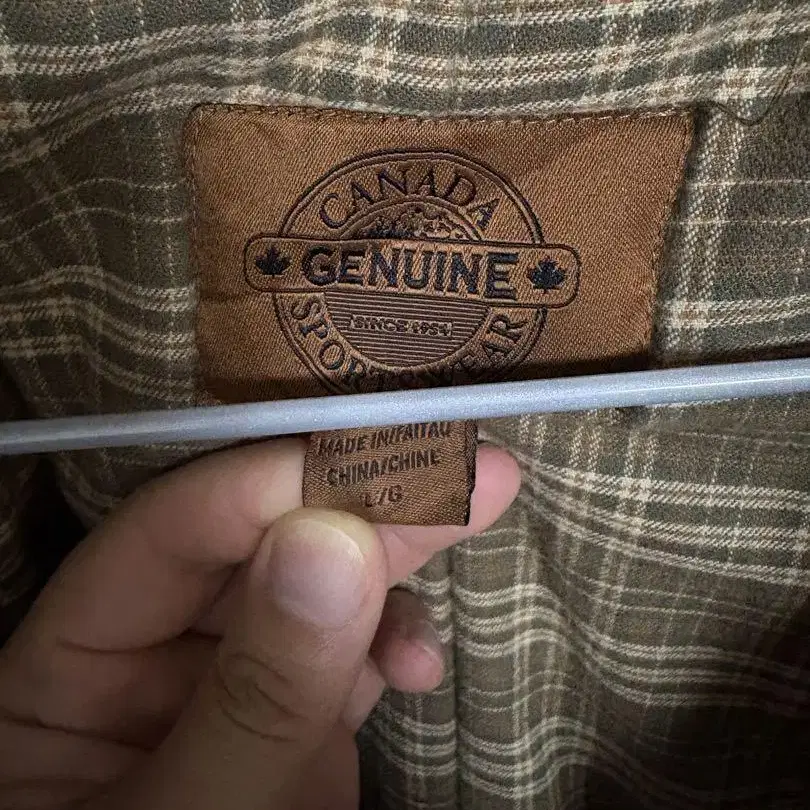 CANADA
GENUINE
SINCE 1954
SPORTSWEAR
MADE IN/FAIT AU
CHINA/CHINE
L/G